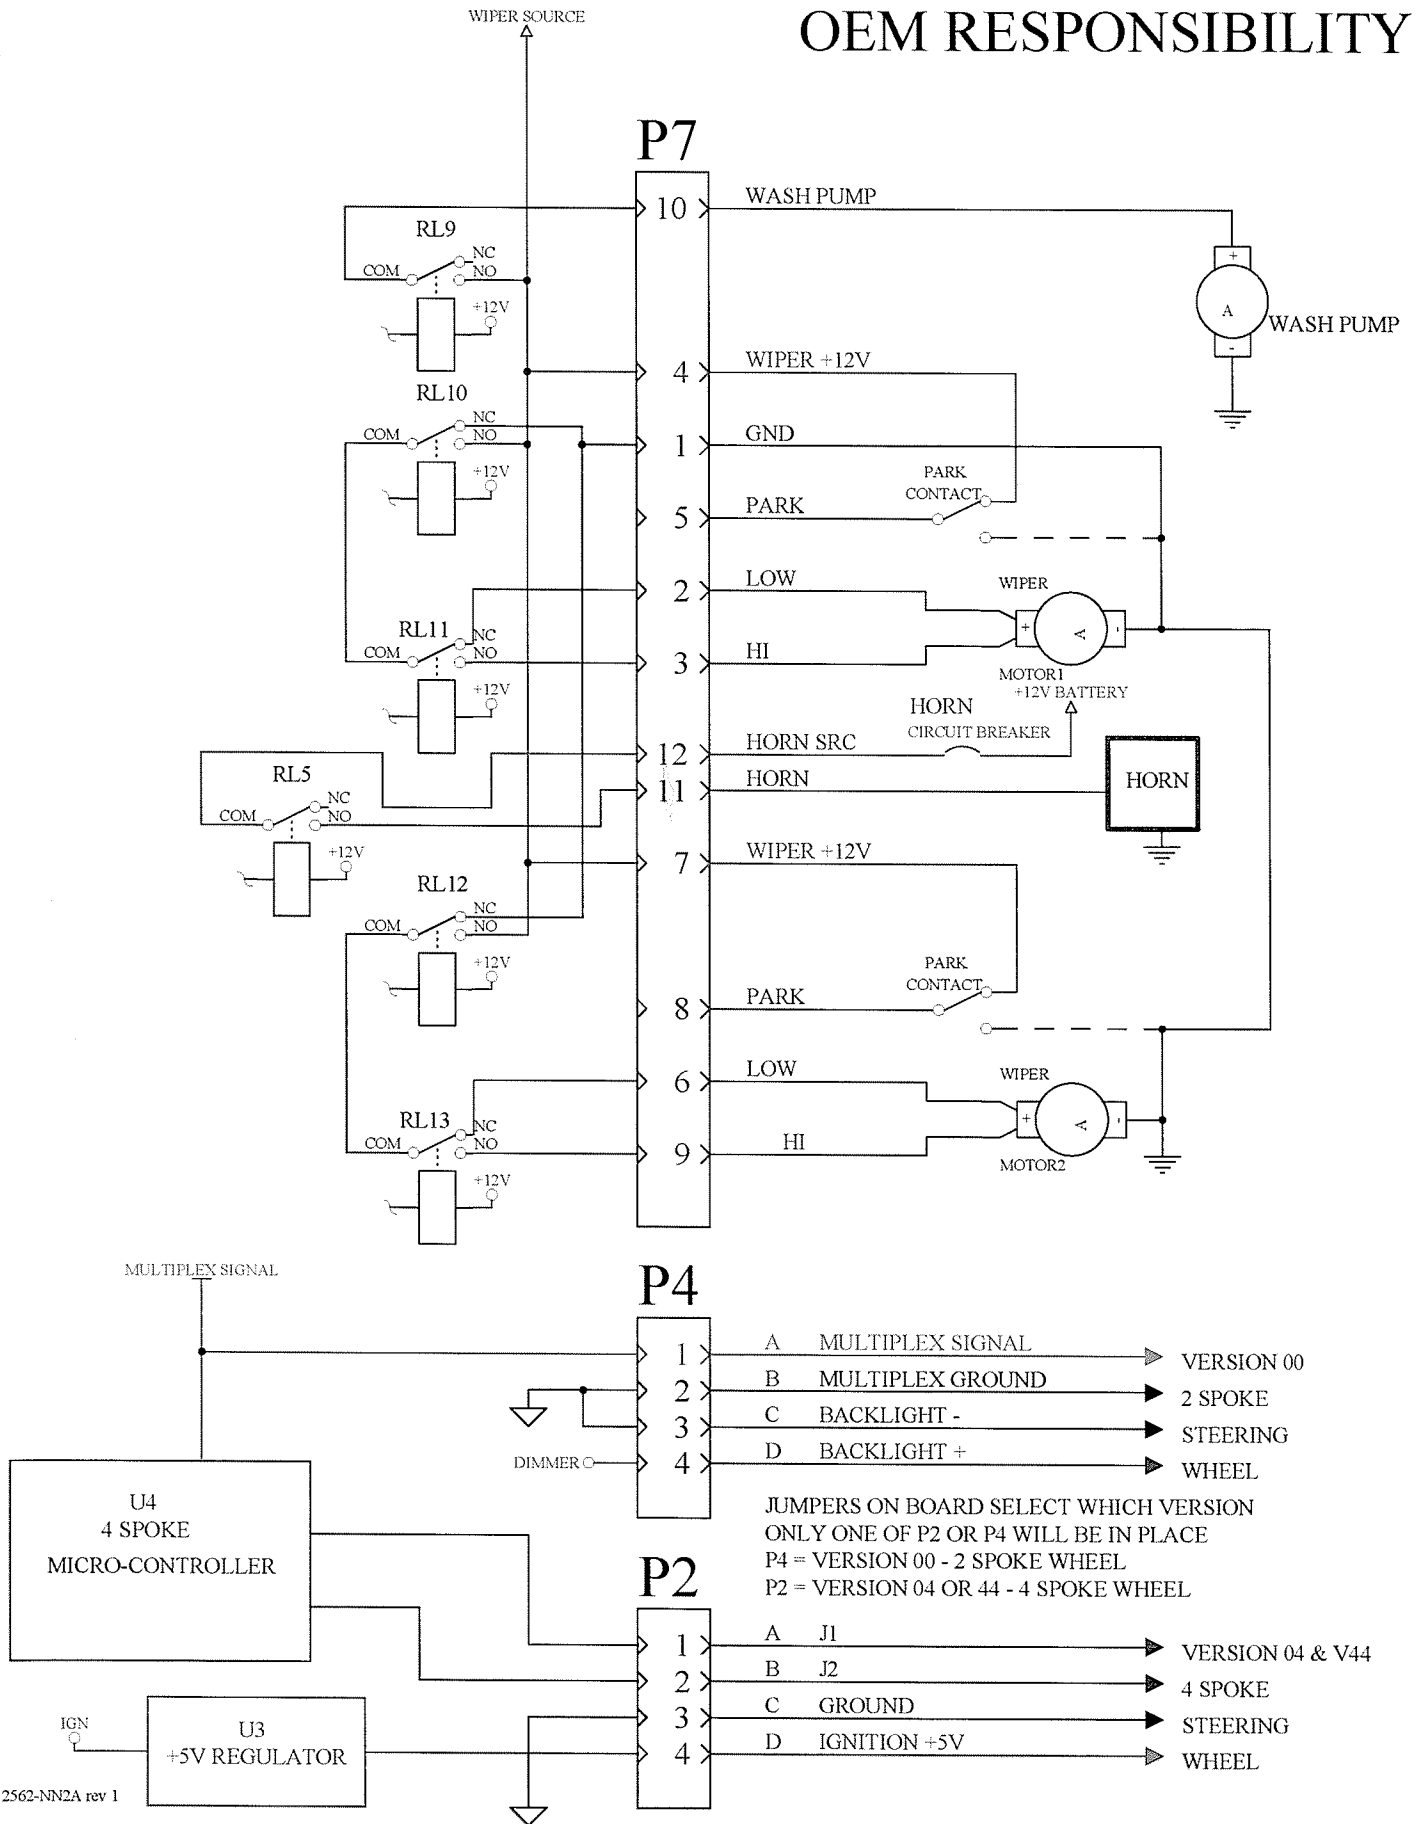 WIPER SOURCE
OEM RESPONSIBILITY
P7
10
WASH PUMP
RL9
COM
NC
NO
+12V
+
A
-
WASH PUMP
4
WIPER +12V
RL10
COM
NC
NO
+12V
1
GND
PARK
CONTACT
5
PARK
2
LOW
WIPER
RL11
COM
NC
NO
+12V
+
A
-
3
HI
MOTOR1
+12V BATTERY
HORN
CIRCUIT BREAKER
12
HORN SRC
RL5
COM
NC
NO
+12V
11
HORN
HORN
7
WIPER +12V
RL12
COM
NC
NO
+12V
PARK
CONTACT
8
PARK
6
LOW
WIPER
RL13
COM
NC
NO
+12V
+
A
-
9
HI
MOTOR2
MULTIPLEX SIGNAL
P4
1 A MULTIPLEX SIGNAL
2 B MULTIPLEX GROUND
3 C BACKLIGHT -
DIMMER 4 D BACKLIGHT +
VERSION 00
2 SPOKE
STEERING
WHEEL
U4
4 SPOKE
MICRO-CONTROLLER
JUMPERS ON BOARD SELECT WHICH VERSION
ONLY ONE OF P2 OR P4 WILL BE IN PLACE
P4 = VERSION 00 - 2 SPOKE WHEEL
P2 = VERSION 04 OR 44 - 4 SPOKE WHEEL
P2
1 A J1
2 B J2
3 C GROUND
4 D IGNITION +5V
VERSION 04 & V44
4 SPOKE
STEERING
WHEEL
IGN
U3
+5V REGULATOR
2562-NN2A rev 1